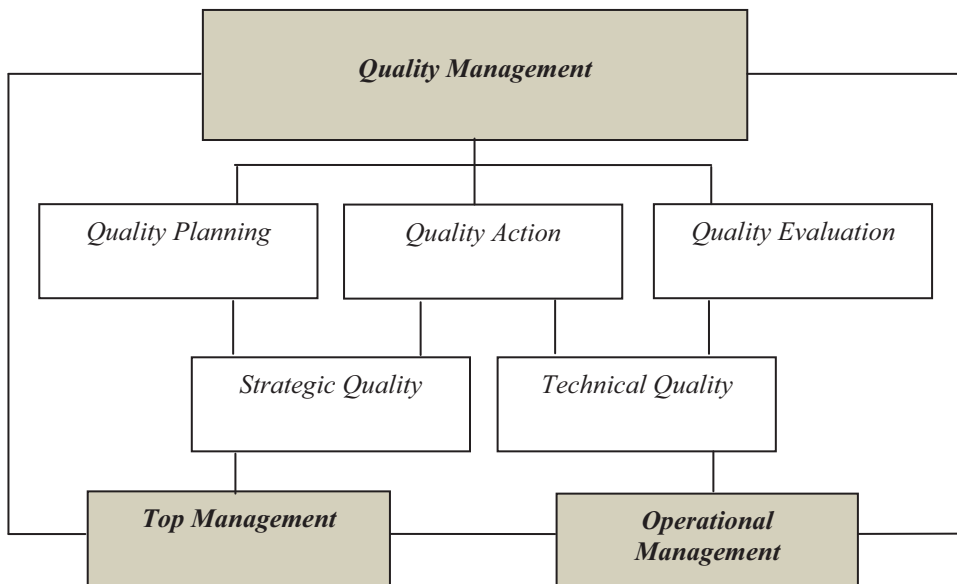 Quality Management
Quality Planning
Quality Action
Quality Evaluation
Strategic Quality
Technical Quality
Top Management
Operational
Management